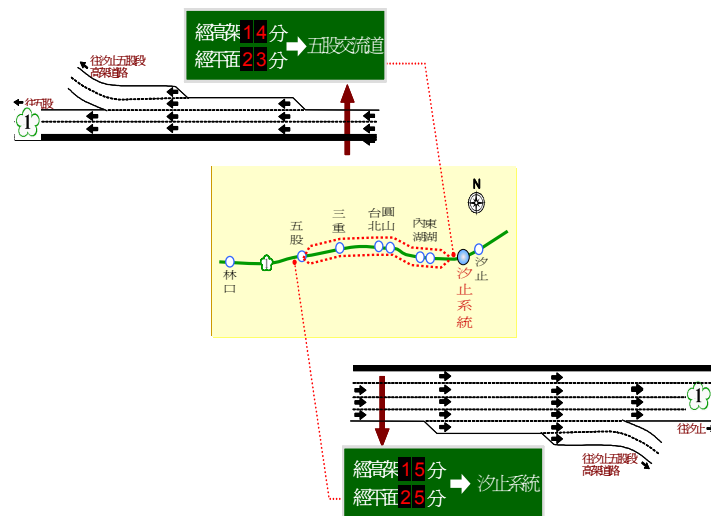 經高架14分
經平面23分
五股交流道
往汐止五股段
高架道路
往五股
1
N
五股
三重
台北
圓山
內湖
東湖
汐止
林口
1
汐止系統
1
往汐止
往汐止五股段
高架道路
經高架15分
經平面25分
汐止系統